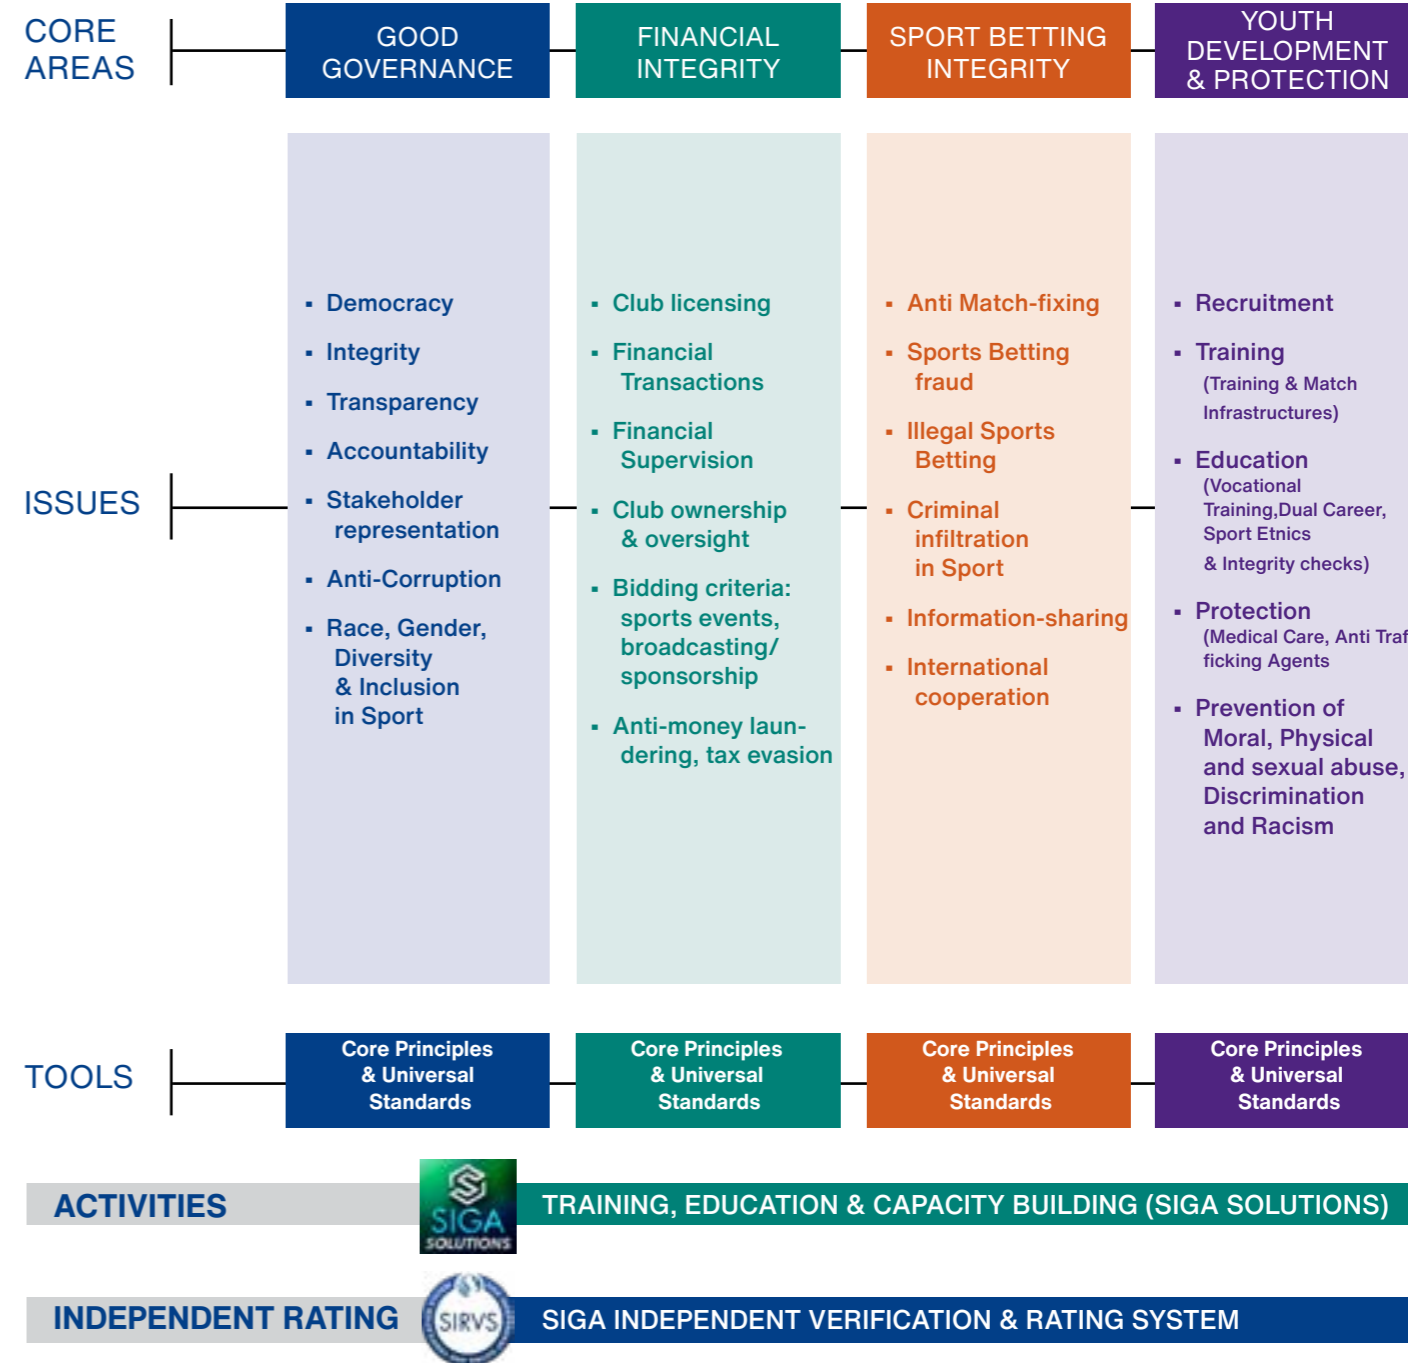 CORE
AREAS
GOOD
GOVERNANCE
FINANCIAL
INTEGRITY
SPORT BETTING
INTEGRITY
YOUTH
DEVELOPMENT
& PROTECTION
ISSUES
▪ Democracy
▪ Integrity
▪ Transparency
▪ Accountability
▪ Stakeholder
representation
▪ Anti-Corruption
▪ Race, Gender,
Diversity
& Inclusion
in Sport
▪ Club licensing
▪ Financial
Transactions
▪ Financial
Supervision
▪ Club ownership
& oversight
▪ Bidding criteria:
sports events,
broadcasting/
sponsorship
▪ Anti-money laun-
dering, tax evasion
▪ Anti Match-fixing
▪ Sports Betting
fraud
▪ Illegal Sports
Betting
▪ Criminal
infiltration
in Sport
▪ Information-sharing
▪ International
cooperation
▪ Recruitment
▪ Training
(Training & Match
Infrastructures)
▪ Education
(Vocational
Training,Dual Career,
Sport Etnics
& Integrity checks)
▪ Protection
(Medical Care, Anti Traf
ficking Agents
▪ Prevention of
Moral, Physical
and sexual abuse,
Discrimination
and Racism
TOOLS
Core Principles
& Universal
Standards
Core Principles
& Universal
Standards
Core Principles
& Universal
Standards
Core Principles
& Universal
Standards
ACTIVITIES
SIGA
SOLUTIONS
TRAINING, EDUCATION & CAPACITY BUILDING (SIGA SOLUTIONS)
INDEPENDENT RATING
SIRVS
SIGA INDEPENDENT VERIFICATION & RATING SYSTEM